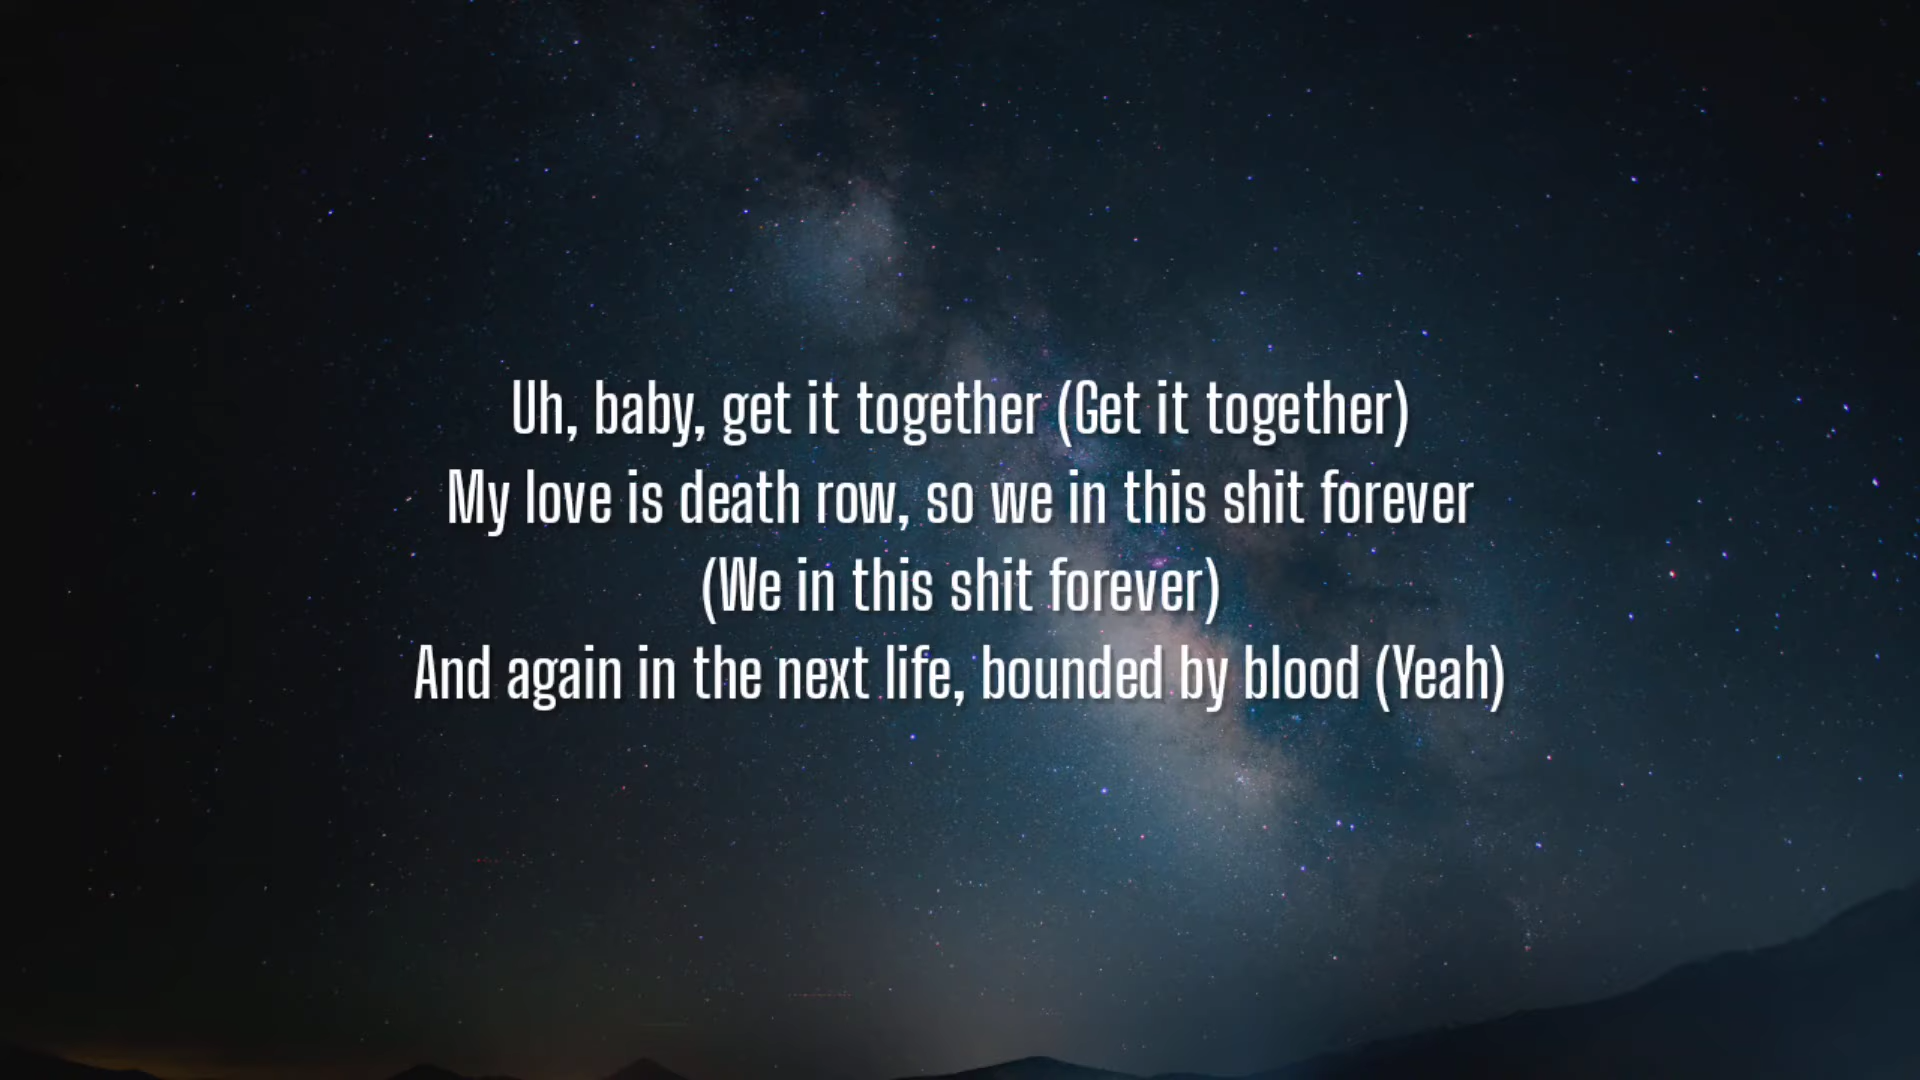 Uh, baby, get it together (Get it together)
My love is death row, so we in this shit forever
(We in this shit forever)
And again in the next life, bounded by blood (Yeah)